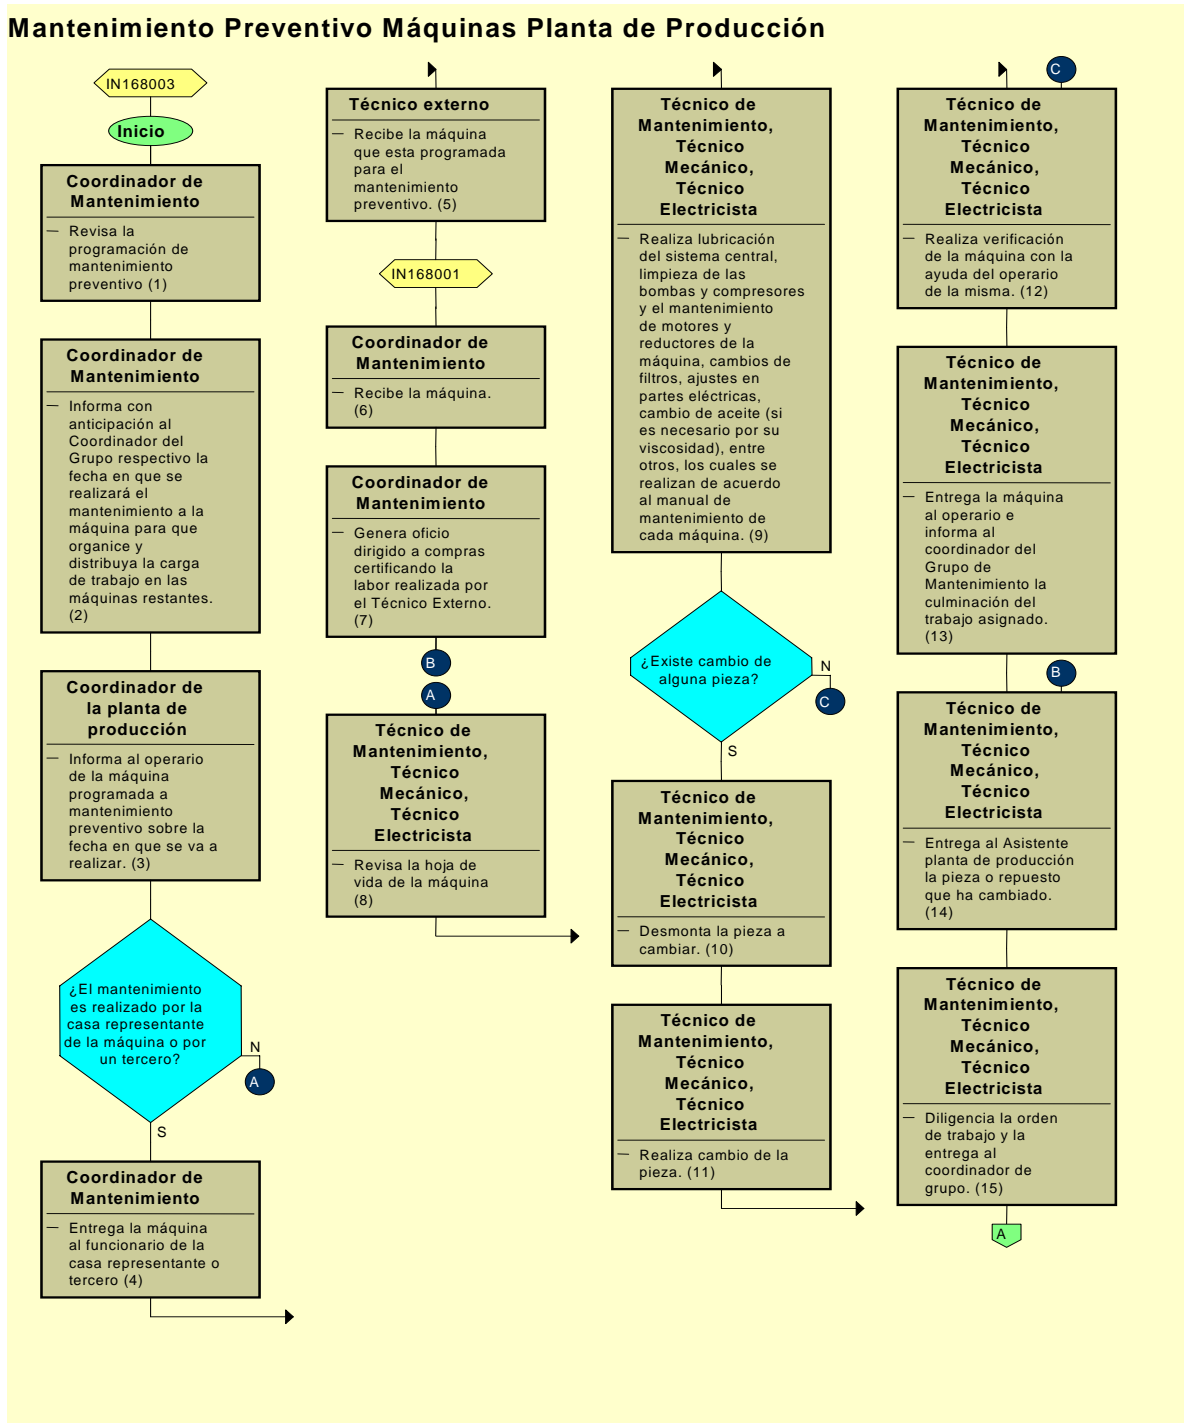 Mantenimiento Preventivo Máquinas Planta de Producción
IN168003
Inicio
Coordinador de
Mantenimiento
Revisa la
programación de
mantenimiento
preventivo (1)
Coordinador de
Mantenimiento
Informa con
anticipación al
Coordinador del
Grupo respectivo la
fecha en que se
realizará el
mantenimiento a la
máquina para que
organice y
distribuya la carga
de trabajo en las
máquinas restantes.
(2)
Coordinador de
la planta de
producción
Informa al operario
de la máquina
programada a
mantenimiento
preventivo sobre la
fecha en que se va a
realizar. (3)
¿El mantenimiento
es realizado por la
casa representante
de la máquina o por
un tercero?
N
A
S
Coordinador de
Mantenimiento
Entrega la máquina
al funcionario de la
casa representante o
tercero (4)
Técnico externo
Recibe la máquina
que esta programada
para el
mantenimiento
preventivo. (5)
IN168001
Coordinador de
Mantenimiento
Recibe la máquina.
(6)
Coordinador de
Mantenimiento
Genera oficio
dirigido a compras
certificando la
labor realizada por
el Técnico Externo.
(7)
B
A
Técnico de
Mantenimiento,
Técnico
Mecánico,
Técnico
Electricista
Revisa la hoja de
vida de la máquina
(8)
Técnico de
Mantenimiento,
Técnico
Mecánico,
Técnico
Electricista
Realiza lubricación
del sistema central,
limpieza de las
bombas y compresores
y el mantenimiento
de motores y
reductores de la
máquina, cambios de
filtros, ajustes en
partes eléctricas,
cambio de aceite (si
es necesario por su
viscosidad), entre
otros, los cuales se
realizan de acuerdo
al manual de
mantenimiento de
cada máquina. (9)
¿Existe cambio de
alguna pieza?
N
C
S
Técnico de
Mantenimiento,
Técnico
Mecánico,
Técnico
Electricista
Desmonta la pieza a
cambiar. (10)
Técnico de
Mantenimiento,
Técnico
Mecánico,
Técnico
Electricista
Realiza cambio de la
pieza. (11)
C
Técnico de
Mantenimiento,
Técnico
Mecánico,
Técnico
Electricista
Realiza verificación
de la máquina con la
ayuda del operario
de la misma. (12)
Técnico de
Mantenimiento,
Técnico
Mecánico,
Técnico
Electricista
Entrega la máquina
al operario e
informa al
coordinador del
Grupo de
Mantenimiento la
culminación del
trabajo asignado.
(13)
B
Técnico de
Mantenimiento,
Técnico
Mecánico,
Técnico
Electricista
Entrega al Asistente
planta de producción
la pieza o repuesto
que ha cambiado.
(14)
Técnico de
Mantenimiento,
Técnico
Mecánico,
Técnico
Electricista
Diligencia la orden
de trabajo y la
entrega al
coordinador de
grupo. (15)
A